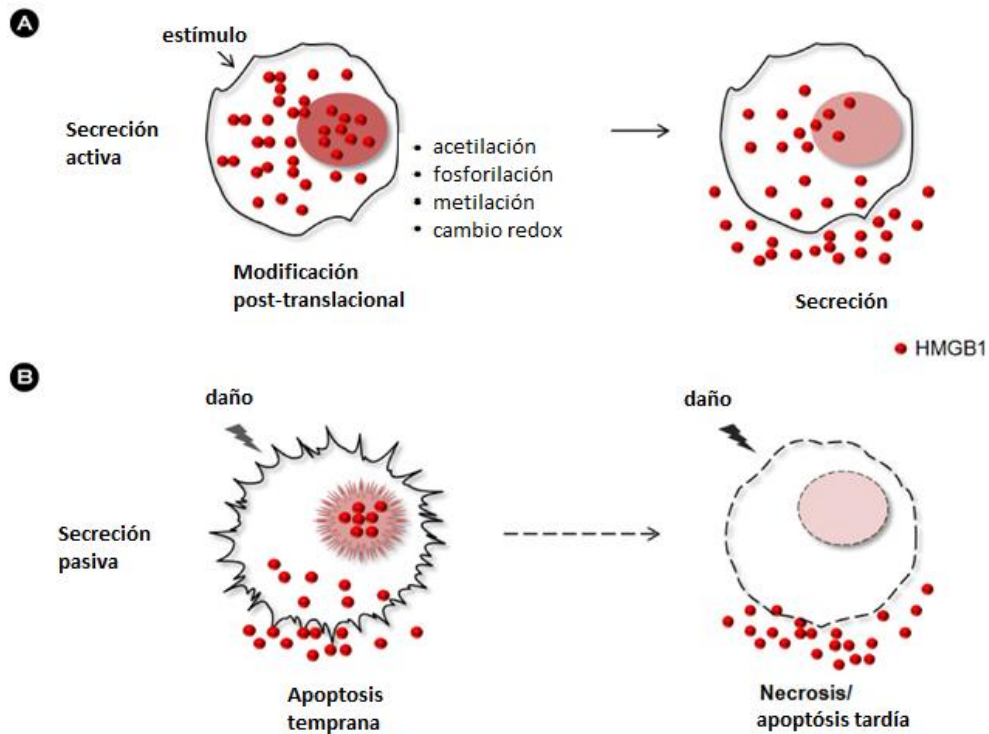 A
estímulo
Secreción
activa
• acetilación
• fosforilación
• metilación
• cambio redox
Modificación
post-translacional
Secreción
HMGB1
B
daño
daño
Secreción
pasiva
Apoptosis
temprana
Necrosis/
apoptósis tardía